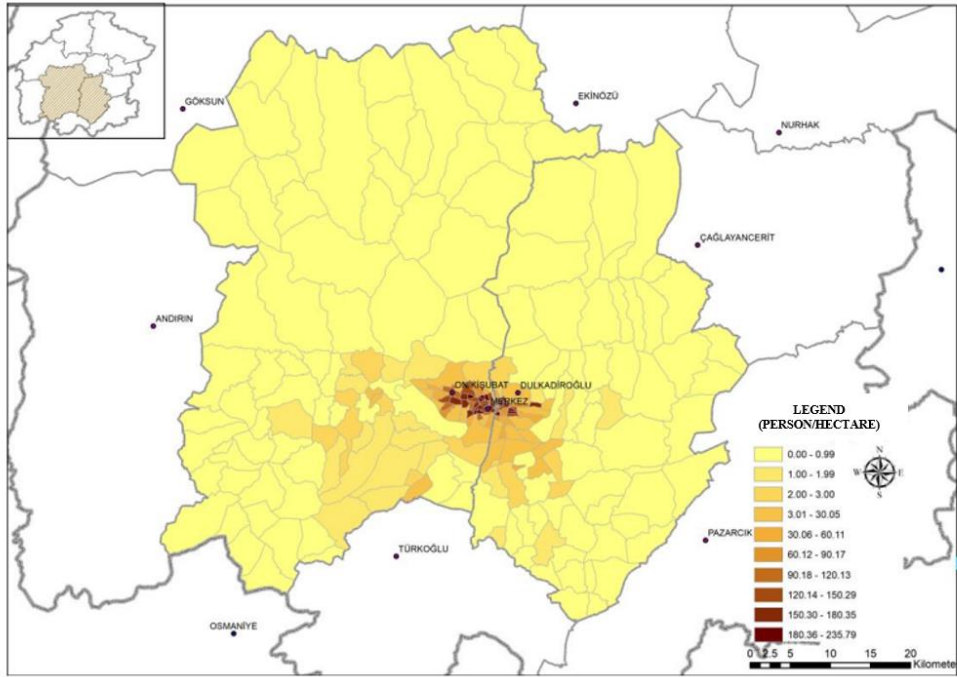 GÖKSUN
EKİNÖZÜ
NURHAK
ÇAĞLAYANCERİT
ANDIRIN
ONİKİŞUBAT
DULKADİROĞLU
MERKEZ
LEGEND
(PERSON/HECTARE)
0.00 - 0.99
1.00 - 1.99
2.00 - 3.00
3.01 - 30.05
30.06 - 60.11
60.12 - 90.17
90.18 - 120.13
120.14 - 150.29
150.30 - 180.35
180.36 - 235.79
N
W
E
S
PAZARCIK
TÜRKOĞLU
OSMANİYE
0 2.5 5 10 15 20
Kilomete